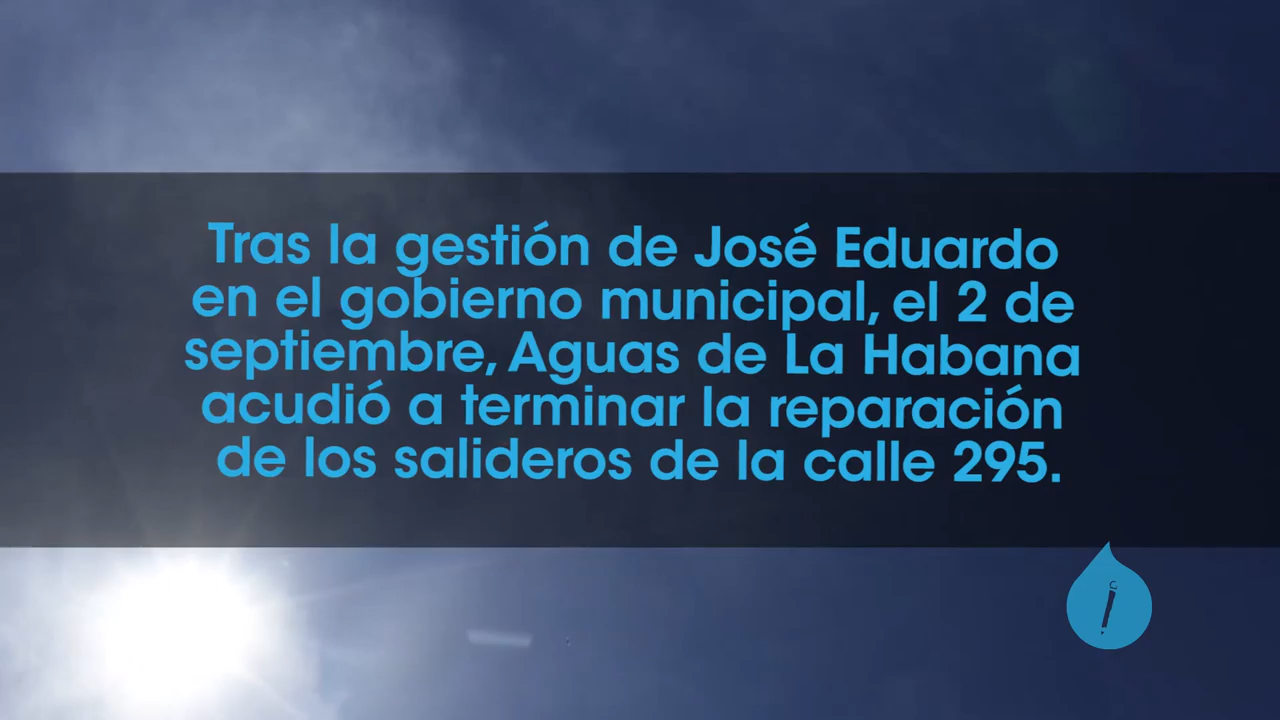 Tras la gestión de José Eduardo
en el gobierno municipal, el 2 de
septiembre, Aguas de La Habana
acudió a terminar la reparación
de los salideros de la calle 295.